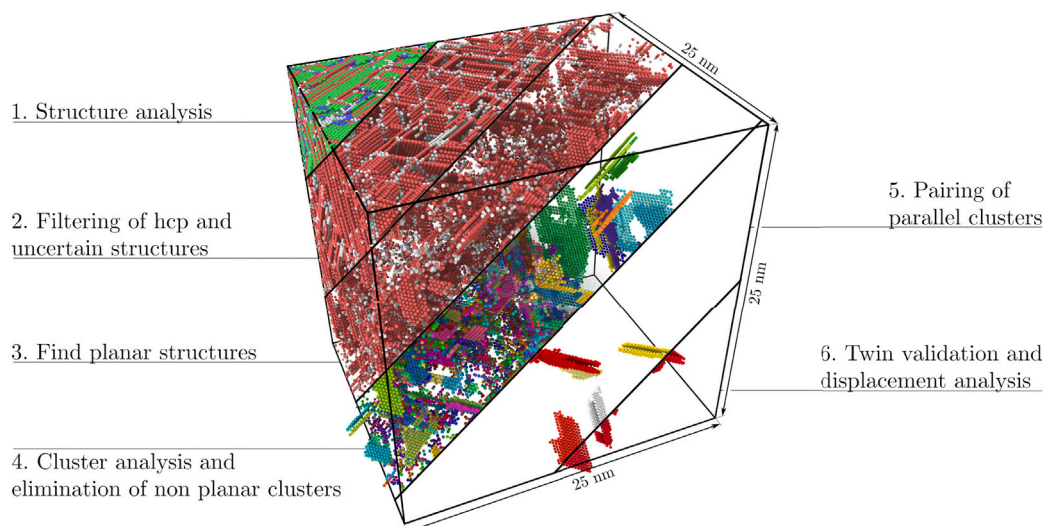 1. Structure analysis
2. Filtering of hcp and
uncertain structures
3. Find planar structures
4. Cluster analysis and
elimination of non planar clusters
25 nm
5. Pairing of
parallel clusters
25 nm
6. Twin validation and
displacement analysis
25 nm